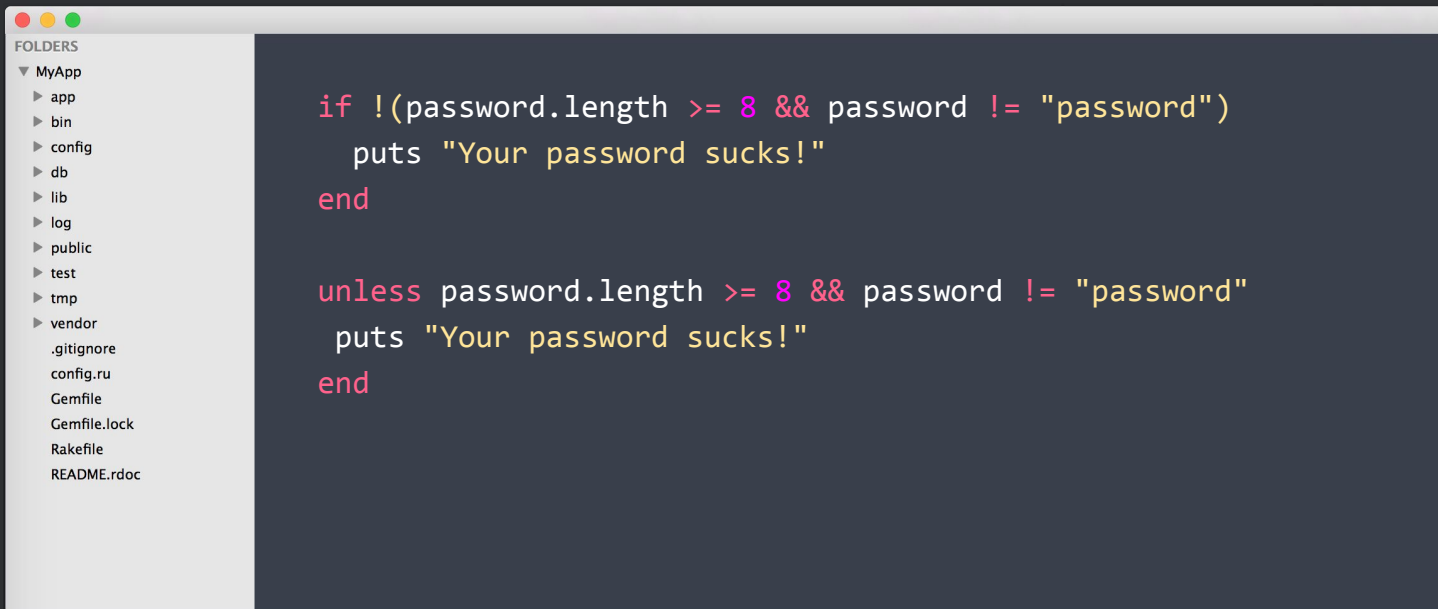 FOLDERS
MyApp
app
bin
config
db
lib
log
public
test
tmp
vendor
.gitignore
config.ru
Gemfile
Gemfile.lock
Rakefile
README.rdoc
if !(password.length >= 8 && password != "password")
  puts "Your password sucks!"
end
unless password.length >= 8 && password != "password"
 puts "Your password sucks!"
end